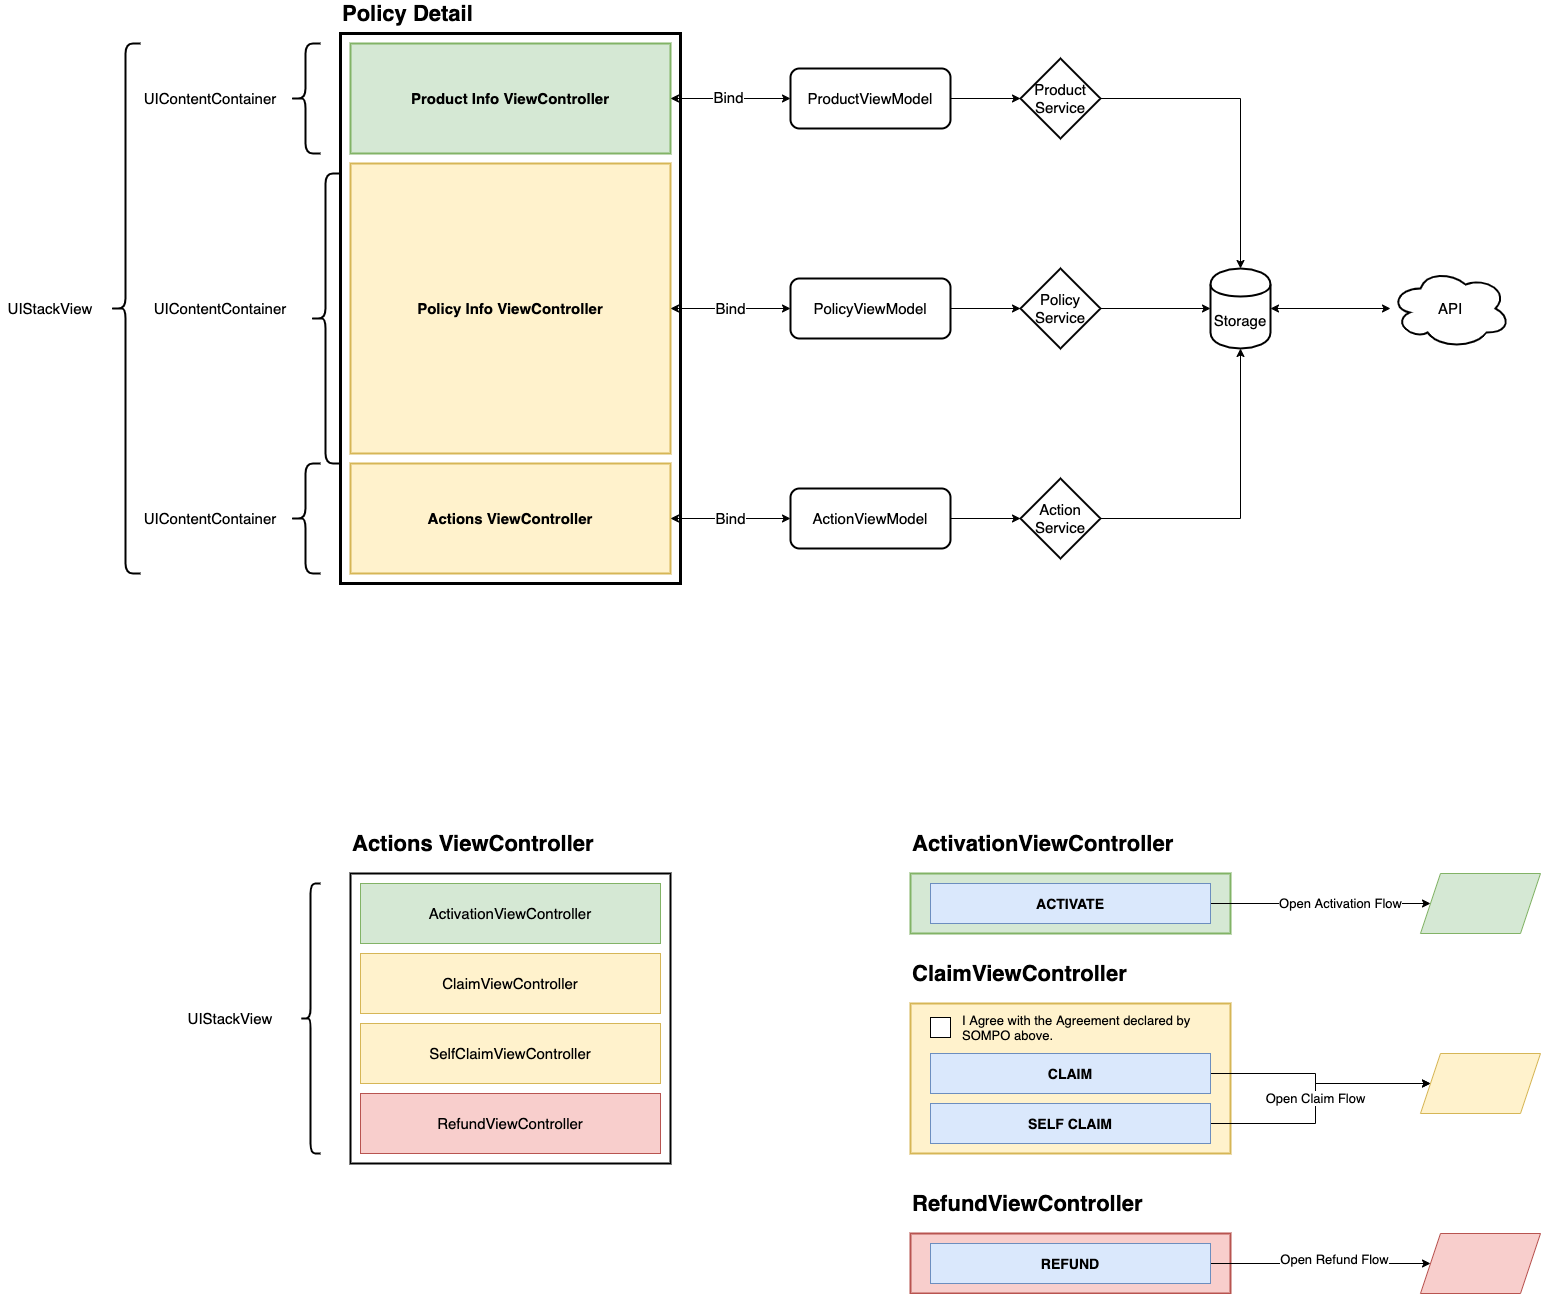 Policy Detail
UIStackView
UIContentContainer
Product Info ViewController
Bind
ProductViewModel
Product
Service
UIContentContainer
Policy Info ViewController
Bind
PolicyViewModel
Policy
Service
Storage
API
UIContentContainer
Actions ViewController
Bind
ActionViewModel
Action
Service
Actions ViewController
UIStackView
ActivationViewController
ClaimViewController
SelfClaimViewController
RefundViewController
ActivationViewController
ACTIVATE
Open Activation Flow
ClaimViewController
I Agree with the Agreement declared by
SOMPO above.
CLAIM
SELF CLAIM
Open Claim Flow
RefundViewController
REFUND
Open Refund Flow